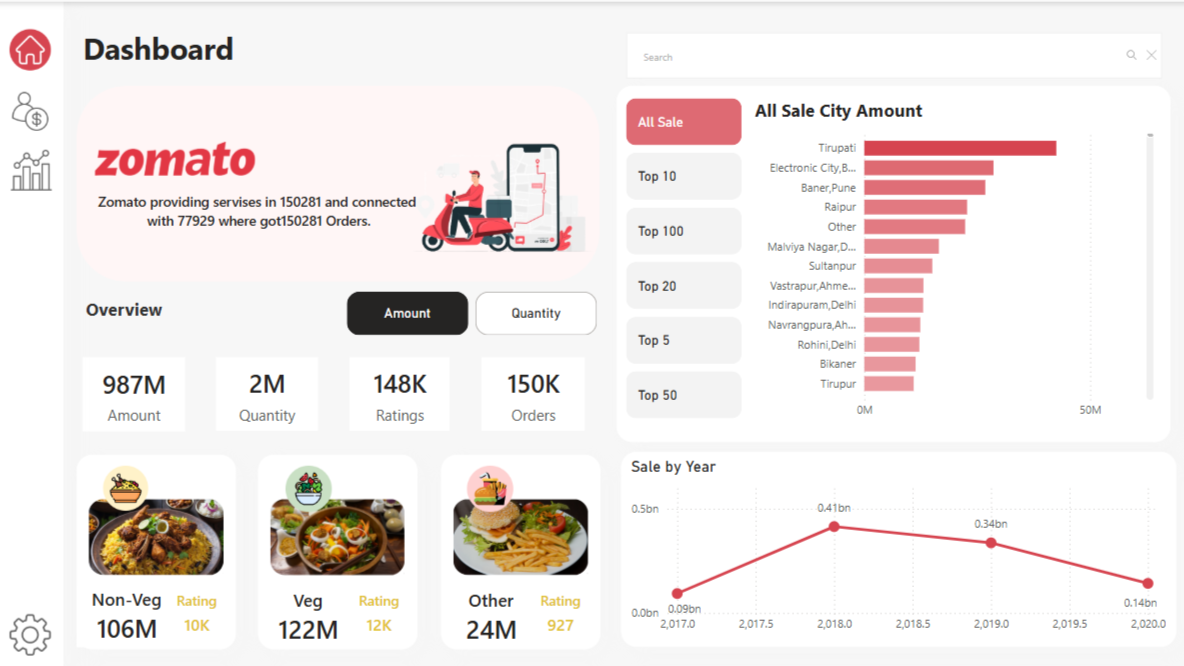 Dashboard
Search
zomato
Zomato providing servises in 150281 and connected
with 77929 where got150281 Orders.
Overview
Amount
Quantity
987M
Amount
2M
Quantity
148K
Ratings
150K
Orders
Non-Veg
Rating
106M
10K
Veg
Rating
122M
12K
Other
Rating
24M
927
All Sale
Top 10
Top 100
Top 20
Top 5
Top 50
All Sale City Amount
Tirupati
Electronic City,B...
Baner,Pune
Raipur
Other
Malviya Nagar,D...
Sultanpur
Vastrapur,Ahme...
Indirapuram,Delhi
Navrangpura,Ah...
Rohini,Delhi
Bikaner
Tirupur
0M
50M
Sale by Year
0.5bn
0.0bn
0.09bn
0.41bn
0.34bn
0.14bn
2,017.0
2,017.5
2,018.0
2,018.5
2,019.0
2,019.5
2,020.0